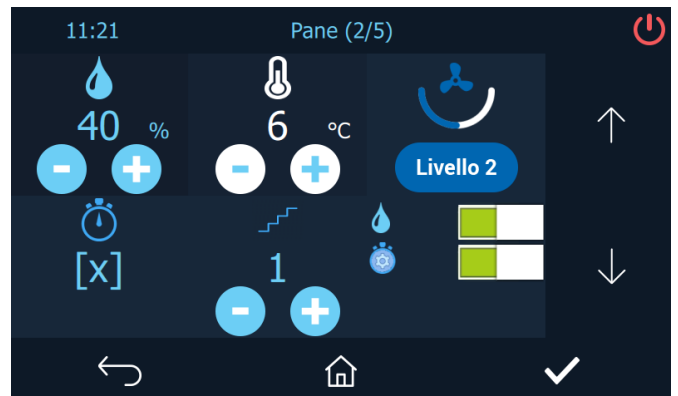 11:21 Pane (2/5)
40 % 6 °C
- + - + Livello 2
[x] 1
- +